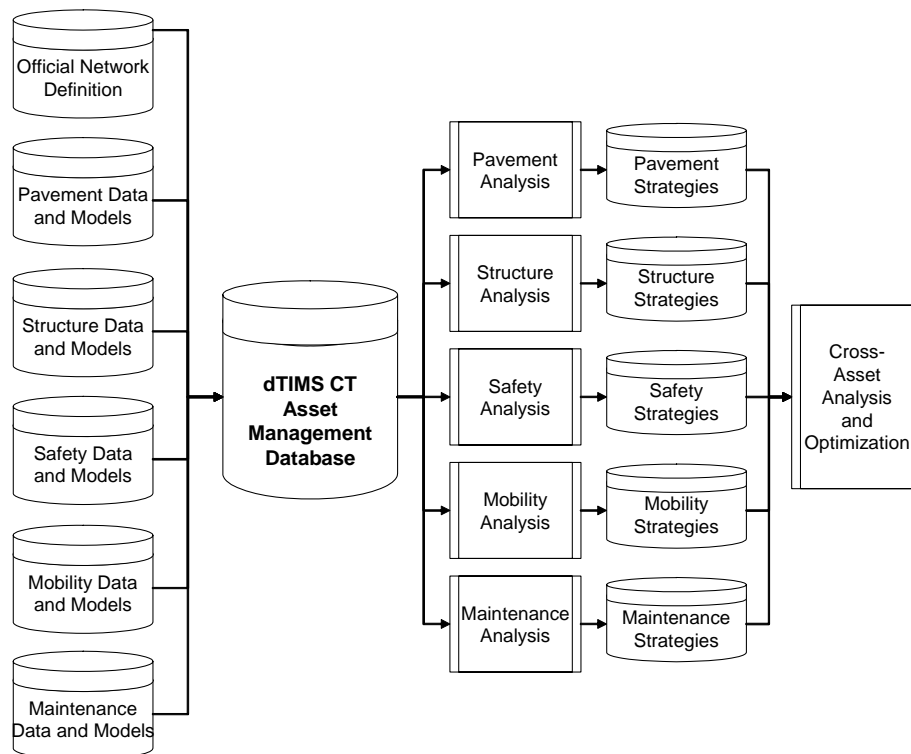 Official Network
Definition
Pavement Data
and Models
Structure Data
and Models
Safety Data
and Models
Mobility Data
and Models
Maintenance
Data and Models
dTIMS CT
Asset
Management
Database
Pavement
Analysis
Structure
Analysis
Safety Analysis
Mobility Analysis
Maintenance
Analysis
Pavement
Strategies
Structure
Strategies
Safety
Strategies
Mobility
Strategies
Maintenance
Strategies
Cross-
Asset
Analysis
and
Optimization